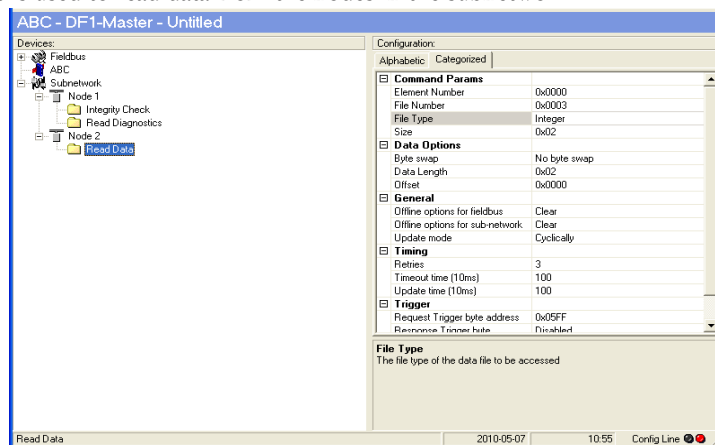 ABC - DF1-Master - Untitled
Devices:
Fieldbus
ABC
Subnetwork
Node 1
Integrity Check
Read Diagnostics
Node 2
Read Data
Configuration:
Alphabetic Categorized
Command Params
Element Number 0x0000
File Number 0x0003
File Type Integer
Size 0x02
Data Options
Byte swap No byte swap
Data Length 0x02
Offset 0x0000
General
Offline options for fieldbus Clear
Offline options for sub-network Clear
Update mode Cyclically
Timing
Retries 3
Timeout time (10ms) 100
Update time (10ms) 100
Trigger
Request Trigger byte address 0x05FF
Response Trigger byte Disabled
File Type
The file type of the data file to be accessed
Read Data 2010-05-07 10:55 Config Line